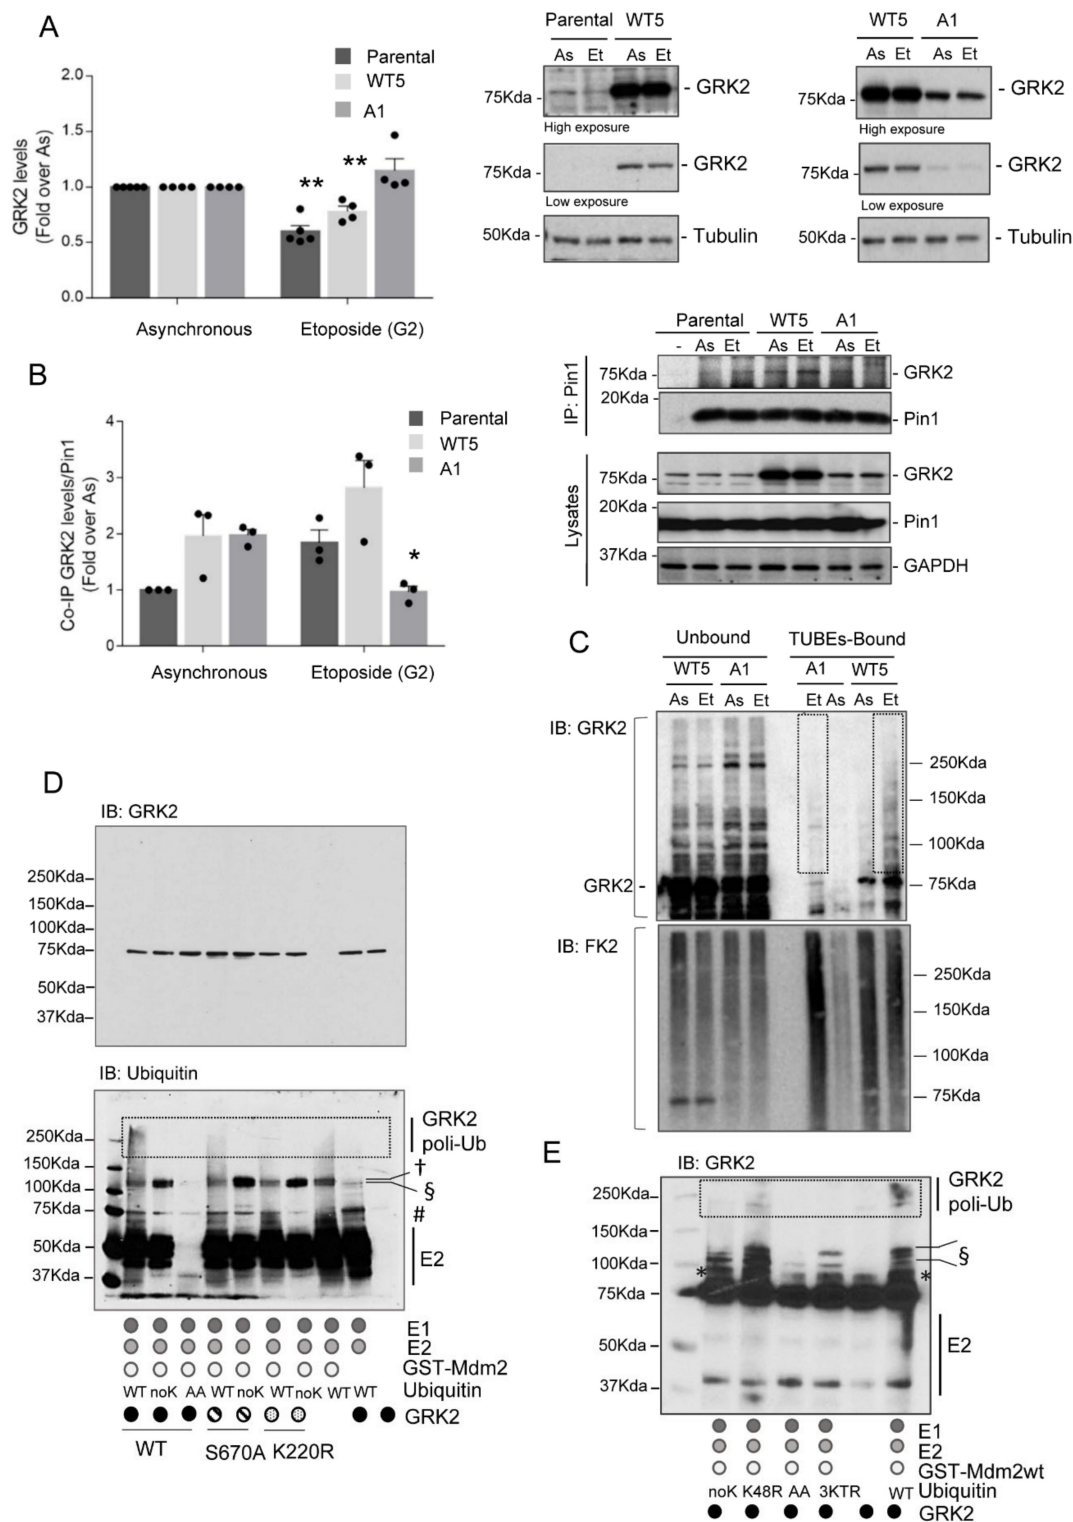 A
Parental
WT5
A1
GRK2 levels
(Fold over As)
2.0
1.5
1.0
0.5
0.0
**
**
Asynchronous
Etoposide (G2)
Parental WT5
As Et As Et
75Kda -
- GRK2
High exposure
- GRK2
75Kda -
Low exposure
50Kda -
- Tubulin
WT5 A1
As Et As Et
75Kda -
- GRK2
High exposure
75Kda -
- GRK2
Low exposure
50Kda -
- Tubulin
B
Parental
WT5
A1
Co-IP GRK2 levels/Pin1
(Fold over As)
4
3
2
1
0
*
Asynchronous
Etoposide (G2)
Parental WT5 A1
- As Et As Et As Et
IP: Pin1
75Kda -
- GRK2
20Kda -
- Pin1
Lysates
75Kda -
- GRK2
20Kda -
- Pin1
37Kda -
- GAPDH
C
Unbound TUBEs-Bound
WT5 A1 A1 WT5
As Et As Et Et As As Et
IB: GRK2
250Kda
150Kda
100Kda
GRK2 -
75Kda
IB: FK2
250Kda
150Kda
100Kda
75Kda
D
IB: GRK2
250Kda
150Kda
100Kda
75Kda
50Kda
37Kda
IB: Ubiquitin
250Kda
150Kda
100Kda
75Kda
50Kda
37Kda
GRK2
poli-Ub
†
§
#
E2
E1
E2
GST-Mdm2
WT noK AA WT noK WT noK WT WT Ubiquitin
GRK2
WT S670A K220R
E
IB: GRK2
250Kda
150Kda
100Kda
75Kda
50Kda
37Kda
GRK2
poli-Ub
§
*
*
E2
E1
E2
GST-Mdm2wt
noK K48R AA 3KTR WT Ubiquitin
GRK2